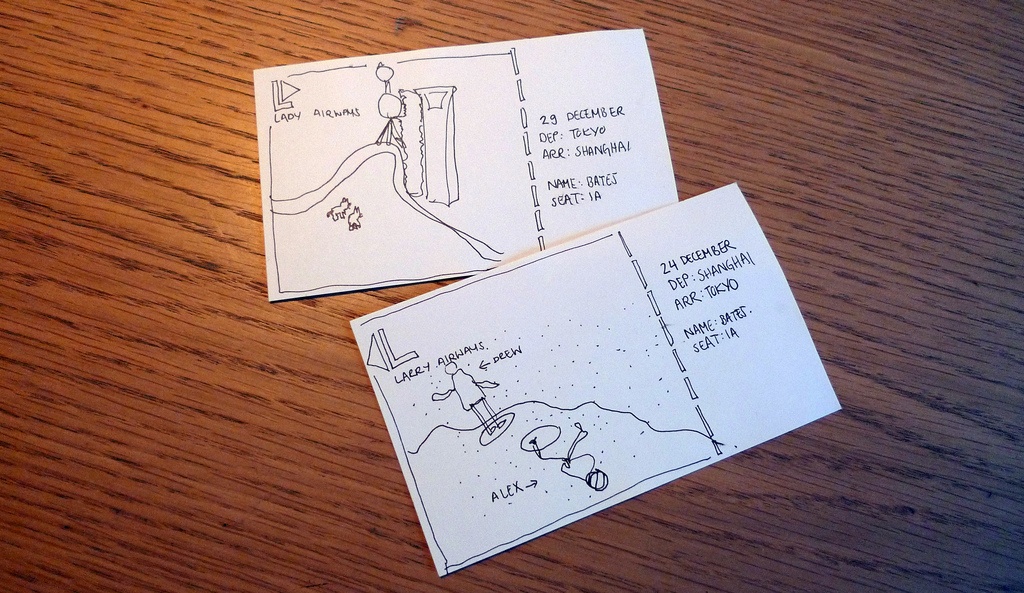 LADY AIRWAYS
29 DECEMBER
DEP: TOKYO
ARR: SHANGHAI
NAME: BATES
SEAT: 1A
LARRY AIRWAYS
← DREW
ALEX →
24 DECEMBER
DEP: SHANGHAI
ARR: TOKYO
NAME: BATES.
SEAT: 1A